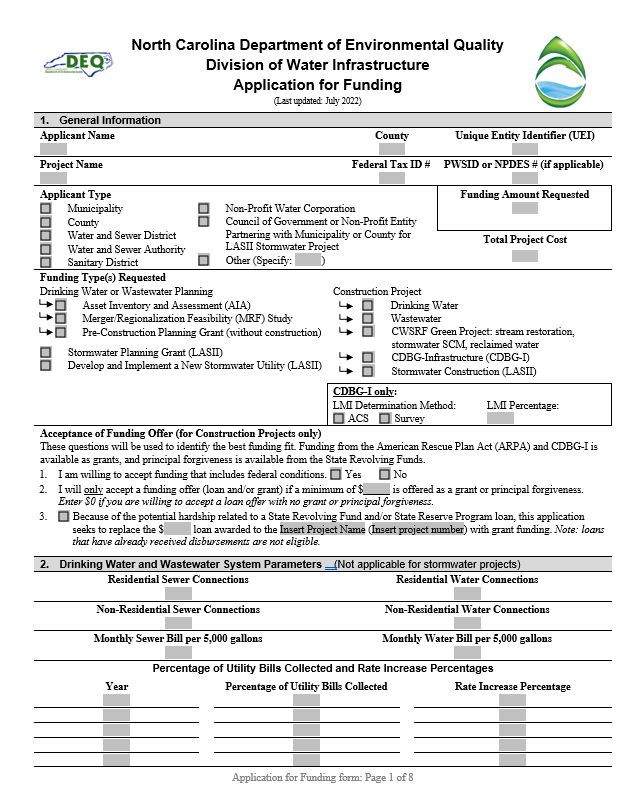 DEQ
North Carolina Department of Environmental Quality
Division of Water Infrastructure
Application for Funding
(Last updated: July 2022)
1. General Information
Applicant Name County Unique Entity Identifier (UEI)
Project Name Federal Tax ID # PWSID or NPDES # (if applicable)
Applicant Type
Municipality
County
Water and Sewer District
Water and Sewer Authority
Sanitary District
Non-Profit Water Corporation
Council of Government or Non-Profit Entity
Partnering with Municipality or County for
LASII Stormwater Project
Other (Specify: )
Funding Amount Requested
Total Project Cost
Funding Type(s) Requested
Drinking Water or Wastewater Planning
Asset Inventory and Assessment (AIA)
Merger/Regionalization Feasibility (MRF) Study
Pre-Construction Planning Grant (without construction)
Stormwater Planning Grant (LASII)
Develop and Implement a New Stormwater Utility (LASII)
Construction Project
Drinking Water
Wastewater
CWSRF Green Project: stream restoration,
stormwater SCM, reclaimed water
CDBG-Infrastructure (CDBG-I)
Stormwater Construction (LASII)
CDBG-I only:
LMI Determination Method: LMI Percentage:
ACS Survey
Acceptance of Funding Offer (for Construction Projects only)
These questions will be used to identify the best funding fit. Funding from the American Rescue Plan Act (ARPA) and CDBG-I is
available as grants, and principal forgiveness is available from the State Revolving Funds.
1. I am willing to accept funding that includes federal conditions. Yes No
2. I will only accept a funding offer (loan and/or grant) if a minimum of $ is offered as a grant or principal forgiveness.
Enter $0 if you are willing to accept a loan offer with no grant or principal forgiveness.
3. Because of the potential hardship related to a State Revolving Fund and/or State Reserve Program loan, this application
seeks to replace the $ loan awarded to the Insert Project Name (Insert project number) with grant funding. Note: loans
that have already received disbursements are not eligible.
2. Drinking Water and Wastewater System Parameters (Not applicable for stormwater projects)
Residential Sewer Connections Residential Water Connections
Non-Residential Sewer Connections Non-Residential Water Connections
Monthly Sewer Bill per 5,000 gallons Monthly Water Bill per 5,000 gallons
Percentage of Utility Bills Collected and Rate Increase Percentages
Year Percentage of Utility Bills Collected Rate Increase Percentage
Application for Funding form: Page 1 of 8